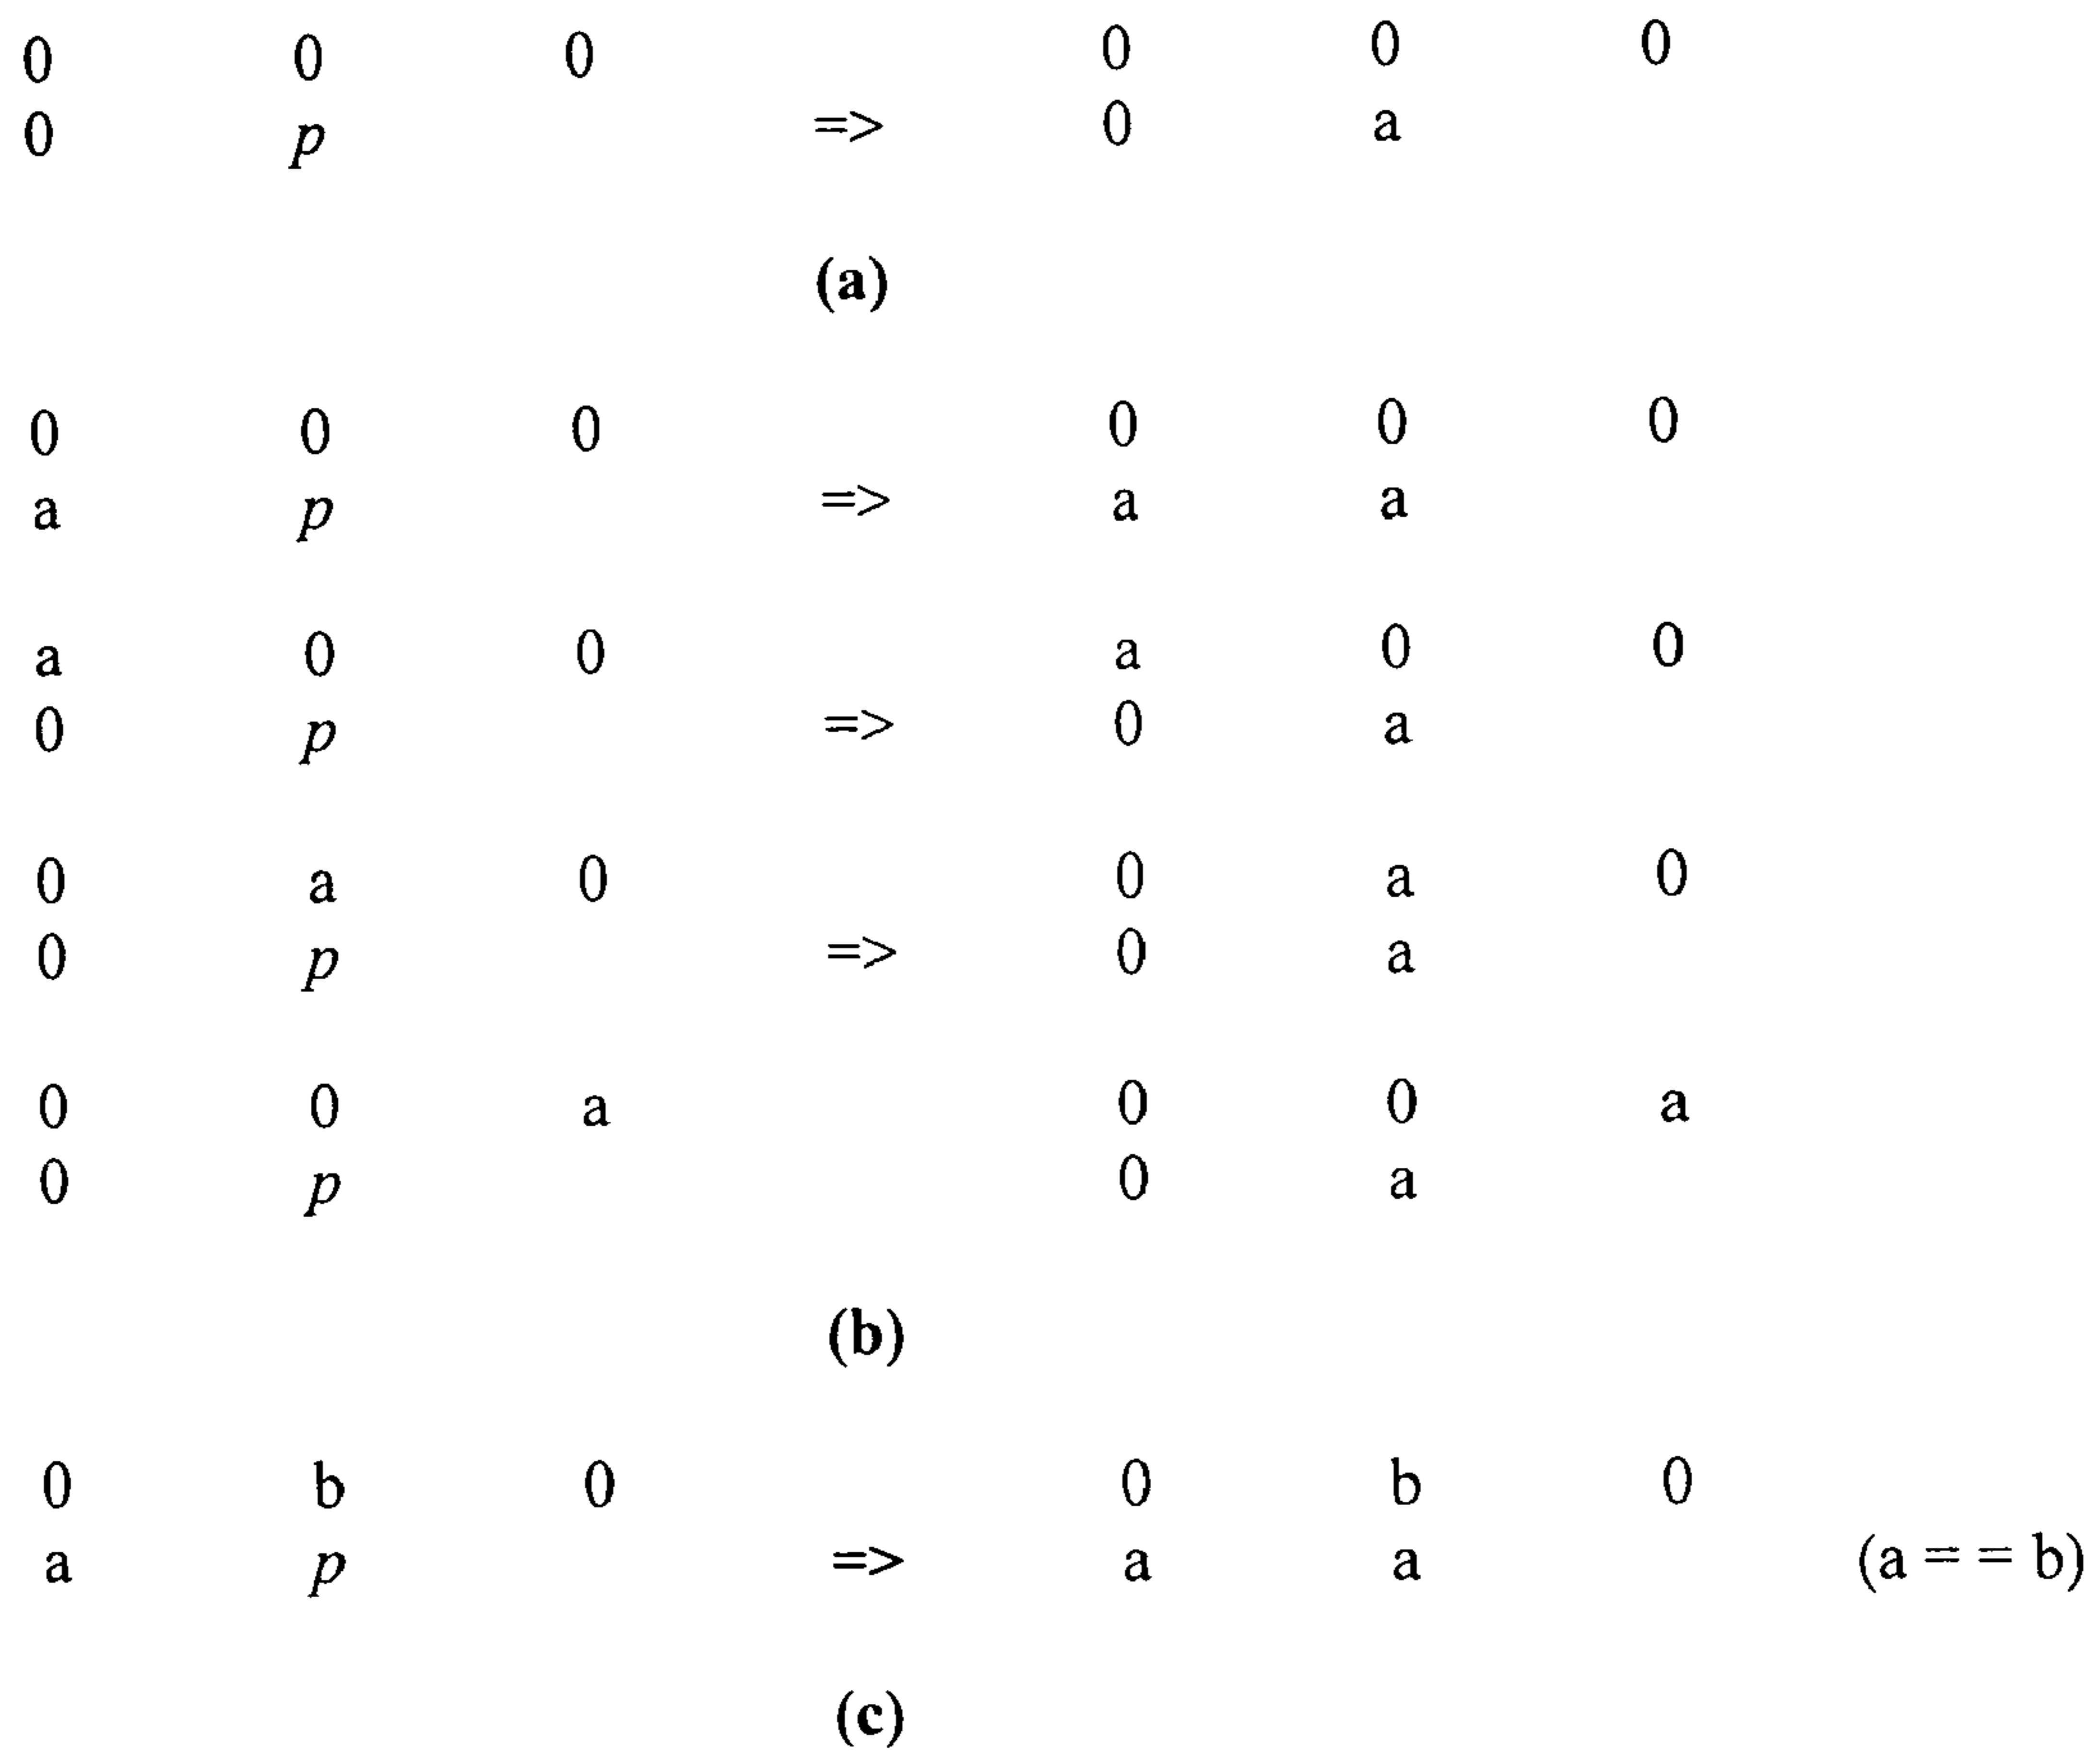 0 0 0 0 0 0
0 p => 0 a
(a)
0 0 0 0 0 0
a p => a a
a 0 0 a 0 0
0 p => 0 a
0 a 0 0 a 0
0 p => 0 a
0 0 a 0 0 a
0 p 0 a
(b)
0 b 0 0 b 0
a p => a a (a = = b)
(c)